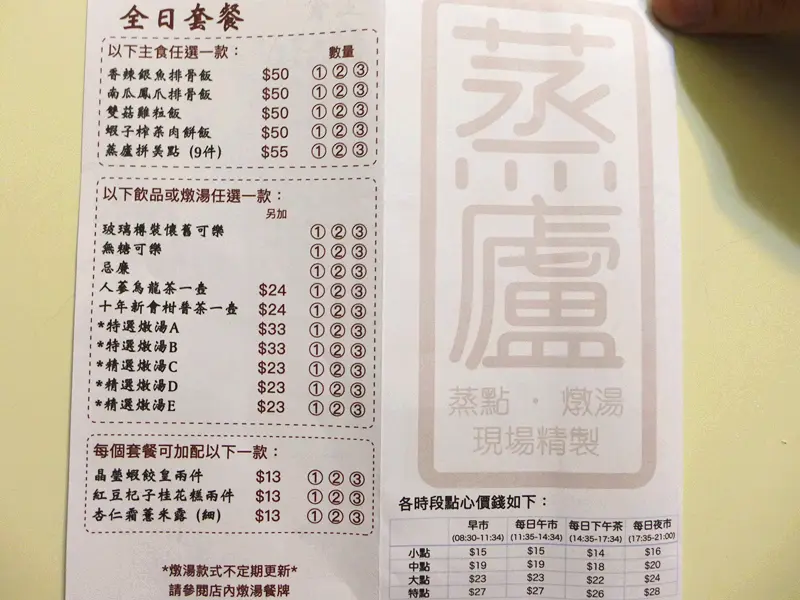 全日套餐
以下主食任選一款： 數量
香辣銀魚排骨飯 $50 ①②③
南瓜鳳爪排骨飯 $50 ①②③
雙菇雞粒飯 $50 ①②③
蝦子榨菜肉餅飯 $50 ①②③
蒸廬拼美點 (9件) $55 ①②③
以下飲品或燉湯任選一款：
另加
玻璃樽裝懷舊可樂 ①②③
無糖可樂 ①②③
忌廉 ①②③
人蔘烏龍茶一壺 $24 ①②③
十年新會柑普茶一壺 $24 ①②③
*特選燉湯A $33 ①②③
*特選燉湯B $33 ①②③
*精選燉湯C $23 ①②③
*精選燉湯D $23 ①②③
*精選燉湯E $23 ①②③
每個套餐可加配以下一款：
晶瑩蝦餃皇兩件 $13 ①②③
紅豆杞子桂花糕兩件 $13 ①②③
杏仁霜薏米露 (細) $13 ①②③
*燉湯款式不定期更新*
請參閱店內燉湯餐牌
蒸廬
蒸點・燉湯
現場精製
各時段點心價錢如下：
早市 每日午市 每日下午茶 每日夜市
(08:30-11:34) (11:35-14:34) (14:35-17:34) (17:35-21:00)
小點 $15 $15 $14 $16
中點 $19 $19 $18 $20
大點 $23 $23 $22 $24
特點 $27 $27 $26 $28